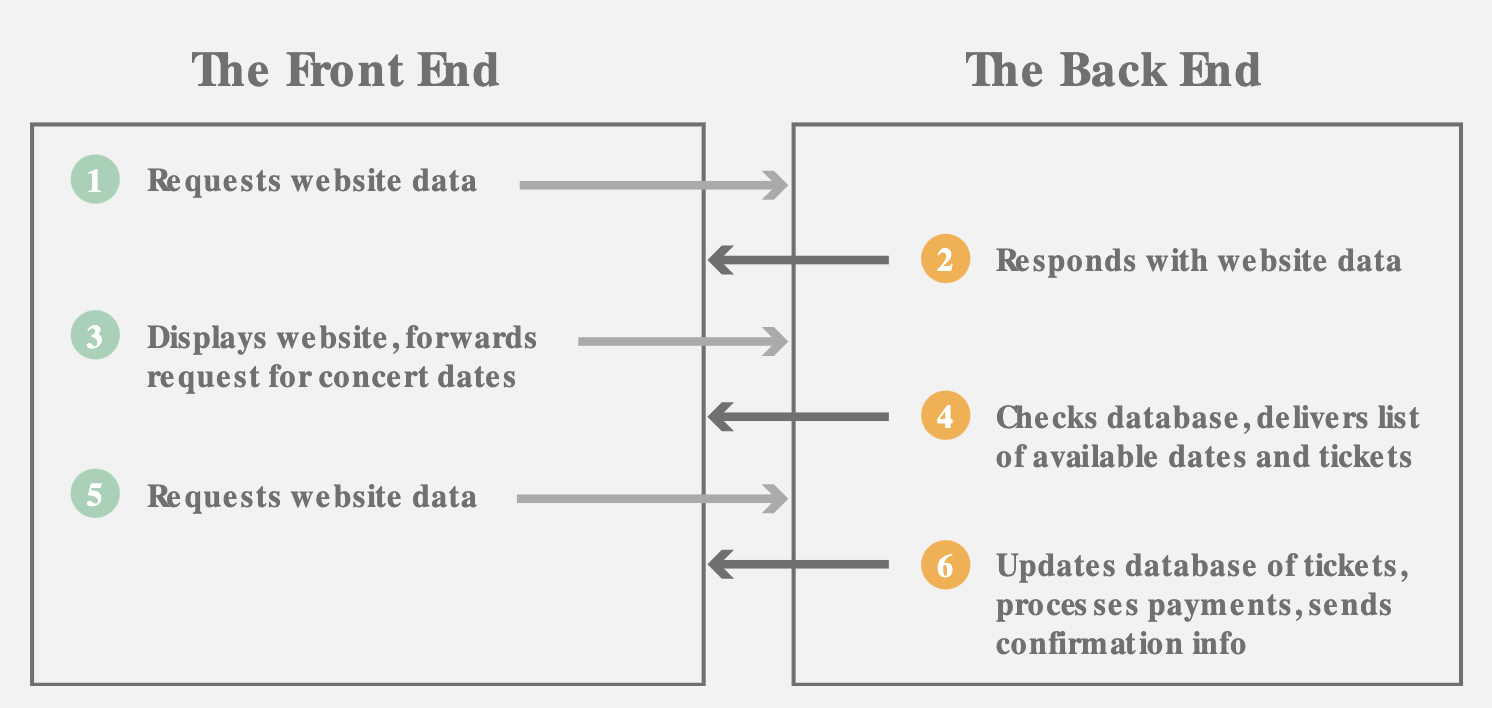 The Front End
The Back End
1 Requests website data
2 Responds with website data
3 Displays website, forwards
request for concert dates
4 Checks database, delivers list
of available dates and tickets
5 Requests website data
6 Updates database of tickets,
processes payments, sends
confirmation info